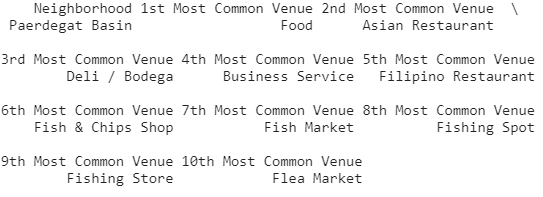 Neighborhood 1st Most Common Venue 2nd Most Common Venue \
Paerdegat Basin Food Asian Restaurant
3rd Most Common Venue 4th Most Common Venue 5th Most Common Venue
Deli / Bodega Business Service Filipino Restaurant
6th Most Common Venue 7th Most Common Venue 8th Most Common Venue
Fish & Chips Shop Fish Market Fishing Spot
9th Most Common Venue 10th Most Common Venue
Fishing Store Flea Market